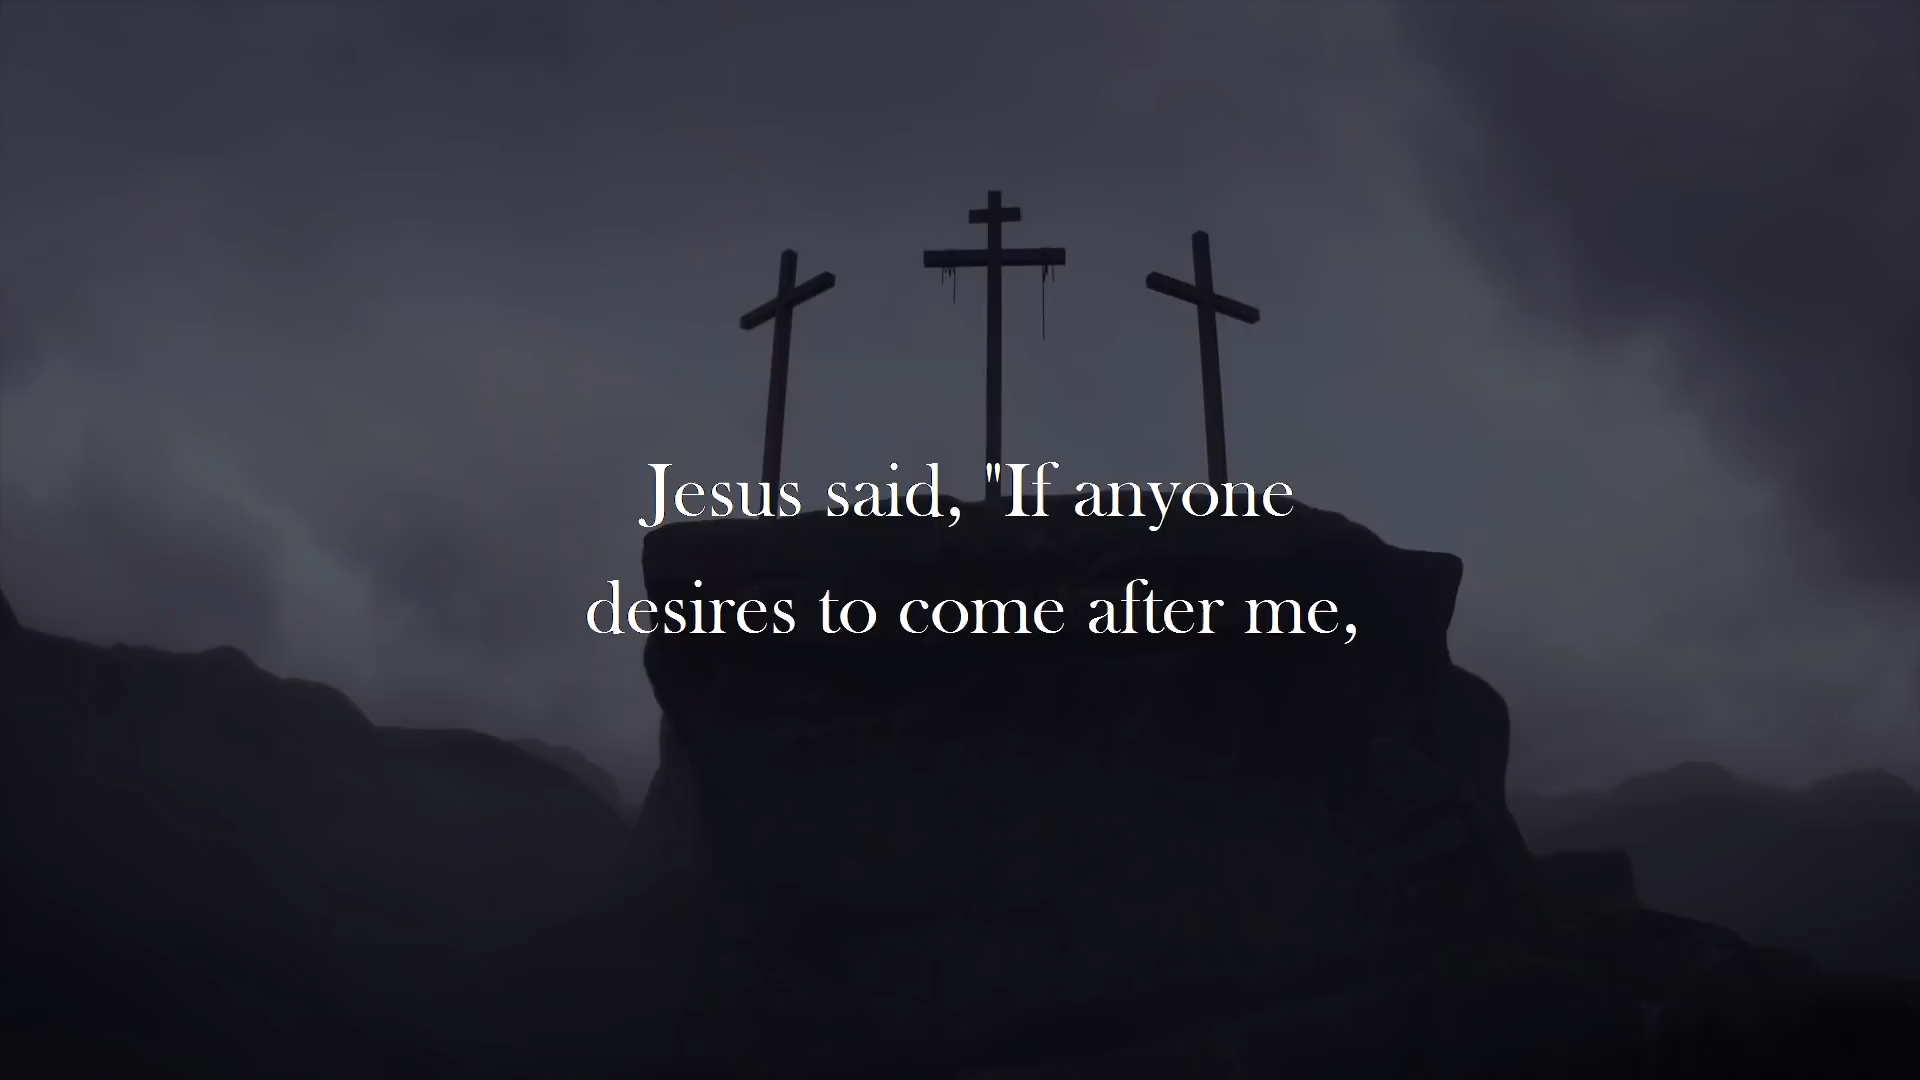 Jesus said, "If anyone
desires to come after me,